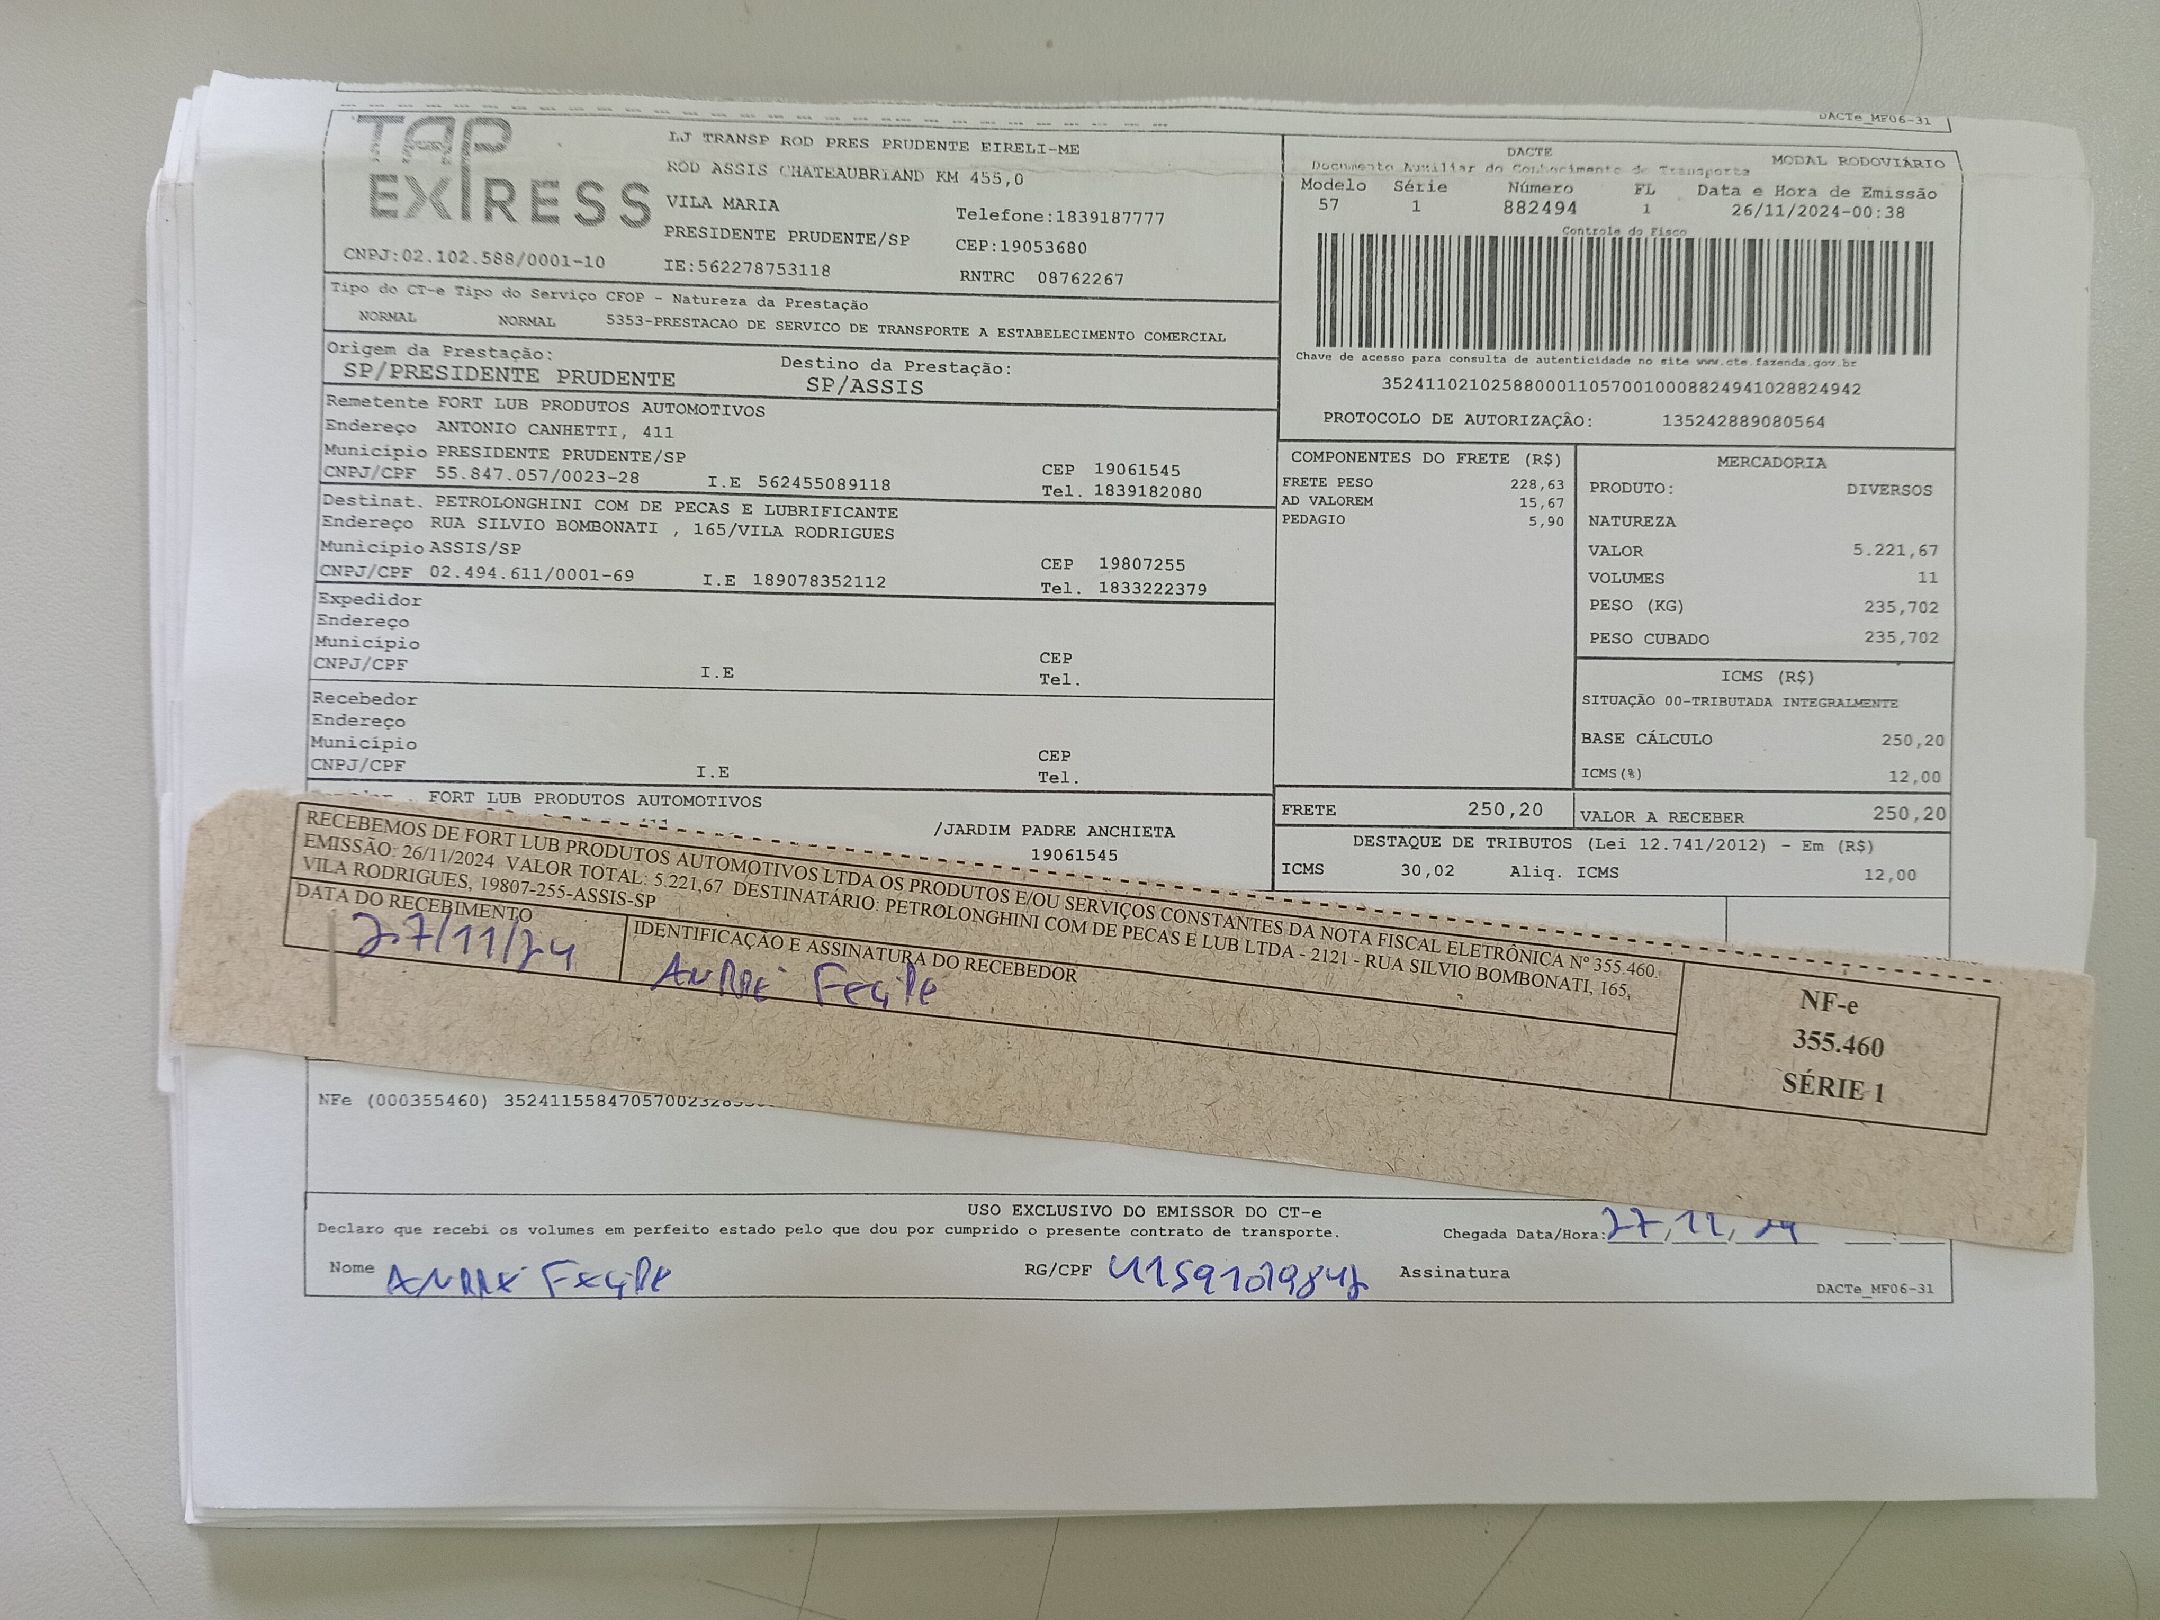 DACTe_MF06-31
TAP
EXPRESS
LJ TRANSP ROD PRES PRUDENTE EIRELI-ME
ROD ASSIS CHATEAUBRIAND KM 455,0
VILA MARIA
Telefone:1839187777
PRESIDENTE PRUDENTE/SP
CEP:19053680
CNPJ:02.102.588/0001-10
IE:562278753118
RNTRC 08762267
DACTE
MODAL RODOVIÁRIO
Documento Auxiliar do Conhecimento de Transporte
Modelo Série Número FL Data e Hora de Emissão
57 1 882494 1 26/11/2024-00:38
Controle do Fisco
Chave de acesso para consulta de autenticidade no site www.cte.fazenda.gov.br
35241102102588000110570010008824941028824942
PROTOCOLO DE AUTORIZAÇÃO: 135242889080564
Tipo do CT-e Tipo do Serviço CFOP - Natureza da Prestação
NORMAL NORMAL 5353-PRESTACAO DE SERVICO DE TRANSPORTE A ESTABELECIMENTO COMERCIAL
Origem da Prestação: Destino da Prestação:
SP/PRESIDENTE PRUDENTE SP/ASSIS
Remetente FORT LUB PRODUTOS AUTOMOTIVOS
Endereço ANTONIO CANHETTI, 411
Município PRESIDENTE PRUDENTE/SP CEP 19061545
CNPJ/CPF 55.847.057/0023-28 I.E 562455089118 Tel. 1839182080
Destinat. PETROLONGHINI COM DE PECAS E LUBRIFICANTE
Endereço RUA SILVIO BOMBONATI , 165/VILA RODRIGUES
Município ASSIS/SP CEP 19807255
CNPJ/CPF 02.494.611/0001-69 I.E 189078352112 Tel. 1833222379
Expedidor
Endereço
Município CEP
CNPJ/CPF I.E Tel.
Recebedor
Endereço
Município CEP
CNPJ/CPF I.E Tel.
FORT LUB PRODUTOS AUTOMOTIVOS
/JARDIM PADRE ANCHIETA
19061545
COMPONENTES DO FRETE (R$)
FRETE PESO 228,63
AD VALOREM 15,67
PEDAGIO 5,90
MERCADORIA
PRODUTO: DIVERSOS
NATUREZA
VALOR 5.221,67
VOLUMES 11
PESO (KG) 235,702
PESO CUBADO 235,702
ICMS (R$)
SITUAÇÃO 00-TRIBUTADA INTEGRALMENTE
BASE CÁLCULO 250,20
ICMS(%) 12,00
FRETE 250,20 VALOR A RECEBER 250,20
DESTAQUE DE TRIBUTOS (Lei 12.741/2012) - Em (R$)
ICMS 30,02 Aliq. ICMS 12,00
RECEBEMOS DE FORT LUB PRODUTOS AUTOMOTIVOS LTDA OS PRODUTOS E/OU SERVIÇOS CONSTANTES DA NOTA FISCAL ELETRÔNICA Nº 355.460.
EMISSÃO: 26/11/2024 VALOR TOTAL: 5.221,67 DESTINATÁRIO: PETROLONGHINI COM DE PECAS E LUB LTDA - 2121 - RUA SILVIO BOMBONATI, 165,
VILA RODRIGUES, 19807-255-ASSIS-SP
DATA DO RECEBIMENTO
27/11/24
IDENTIFICAÇÃO E ASSINATURA DO RECEBEDOR
ANDRÉ
NF-e
355.460
SÉRIE 1
NFe (000355460)
USO EXCLUSIVO DO EMISSOR DO CT-e
Declaro que recebi os volumes em perfeito estado pelo que dou por cumprido o presente contrato de transporte. Chegada Data/Hora: 27/11/24
Nome ANDRÉ RG/CPF Assinatura
DACTe_MF06-31